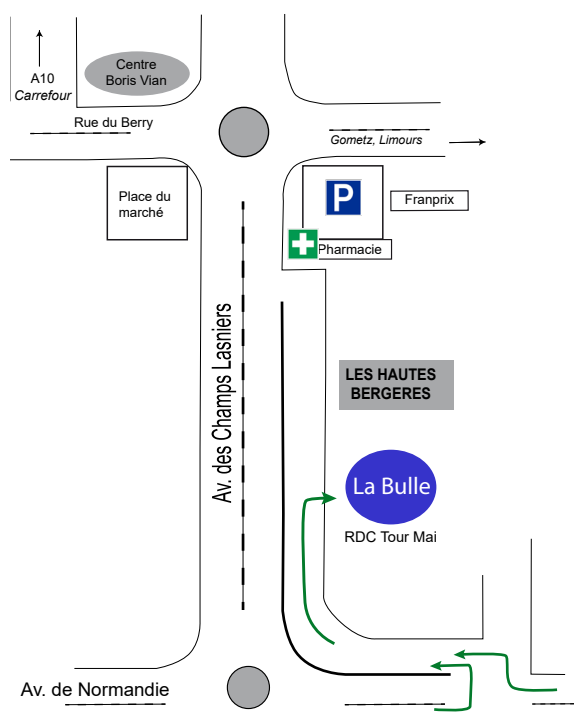 Centre
Boris Vian
A10
Carrefour
Rue du Berry
Gometz, Limours
Place du
marché
P
Franprix
Pharmacie
Av. des Champs Lasniers
LES HAUTES
BERGERES
La Bulle
RDC Tour Mai
Av. de Normandie